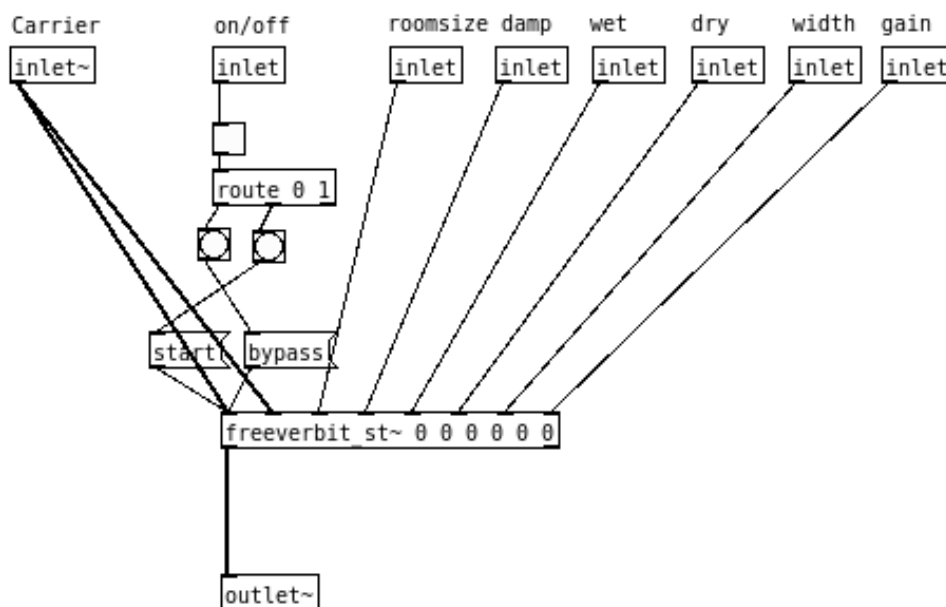 Carrier on/off roomsize damp wet dry width gain
inlet~ inlet inlet inlet inlet inlet inlet inlet
route 0 1
start bypass
freeverbit_st~ 0 0 0 0 0 0
outlet~